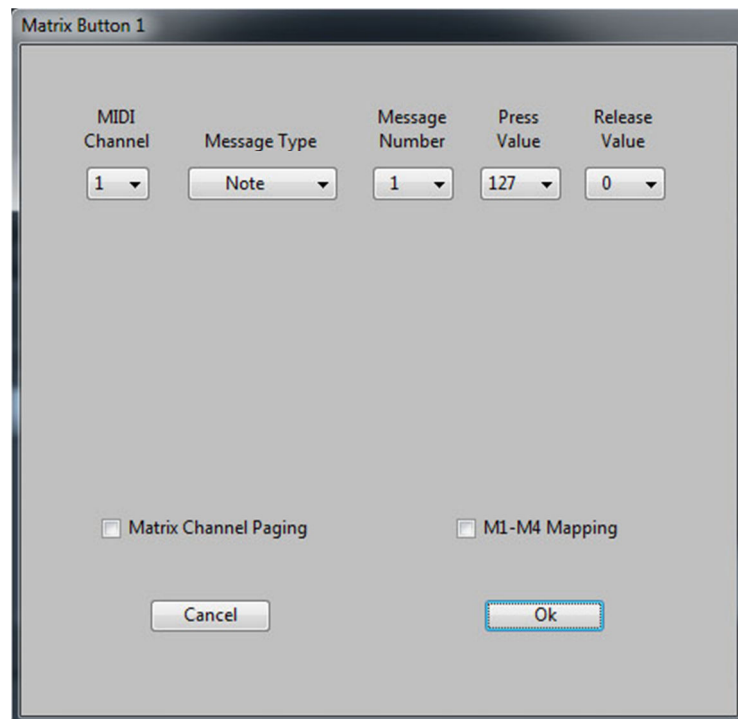 Matrix Button 1
MIDI Channel
Message Type
Message Number
Press Value
Release Value
1
Note
1
127
0
Matrix Channel Paging
M1-M4 Mapping
Cancel
Ok